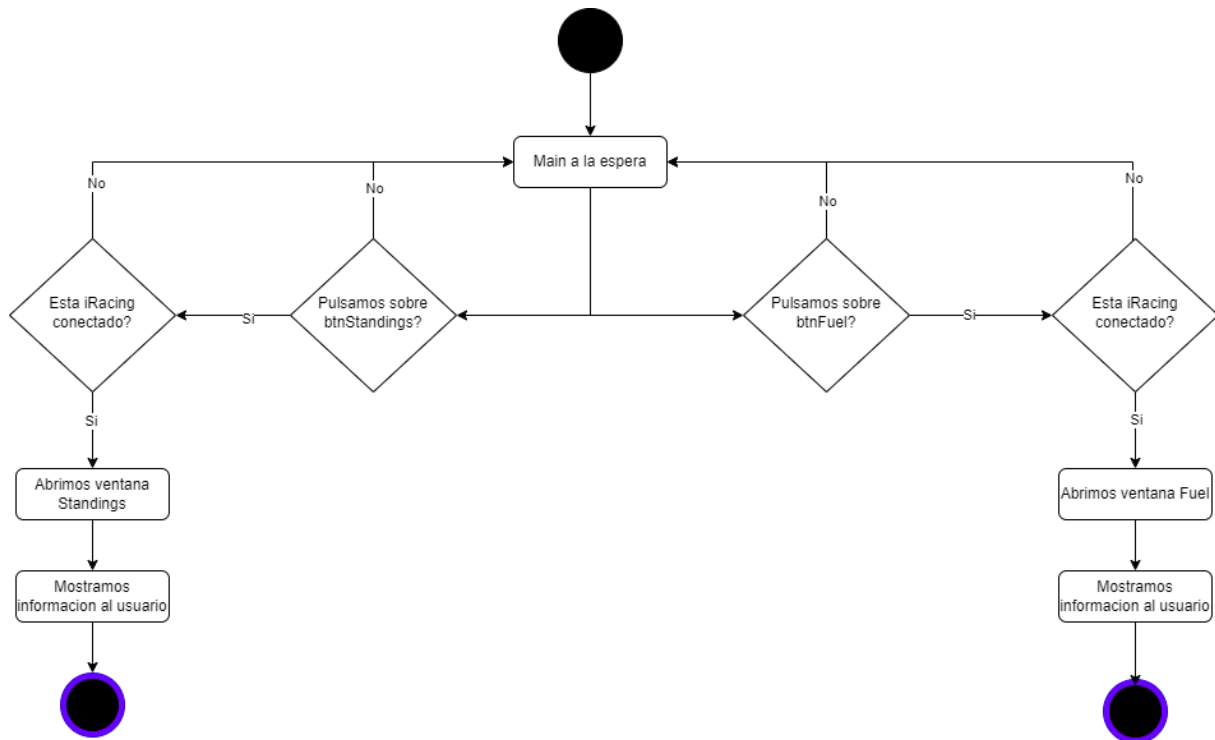 Main a la espera
No
No
No
No
Esta iRacing
conectado?
Si
Pulsamos sobre
btnStandings?
Pulsamos sobre
btnFuel?
Si
Esta iRacing
conectado?
Si
Si
Abrimos ventana
Standings
Abrimos ventana Fuel
Mostramos
informacion al usuario
Mostramos
informacion al usuario